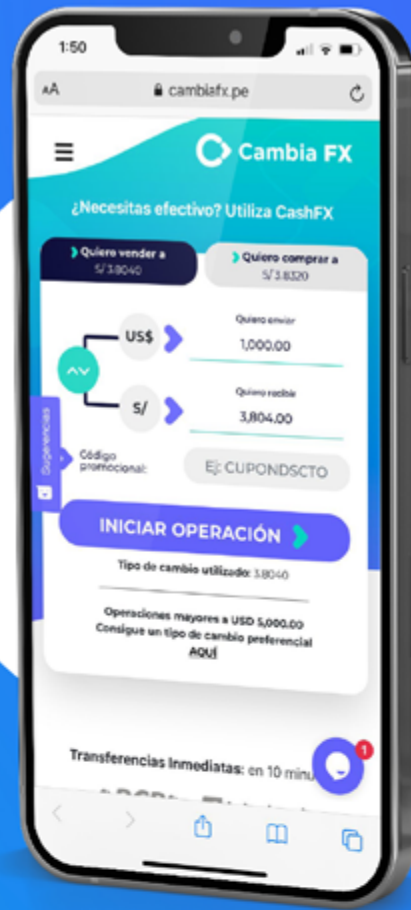 1:50
AA cambiafx.pe
Cambia FX
¿Necesitas efectivo? Utiliza CashFX
Quiero vender a
S/ 3.8040
Quiero comprar a
S/ 3.8320
Quiero enviar
US$
1,000.00
Quiero recibir
S/
3,804.00
Sugerencias
Código
promocional:
Ej: CUPONDSCTO
INICIAR OPERACIÓN
Tipo de cambio utilizado: 3.8040
Operaciones mayores a USD 5,000.00
Consigue un tipo de cambio preferencial
AQUÍ
1
Transferencias Inmediatas: en 10 minu